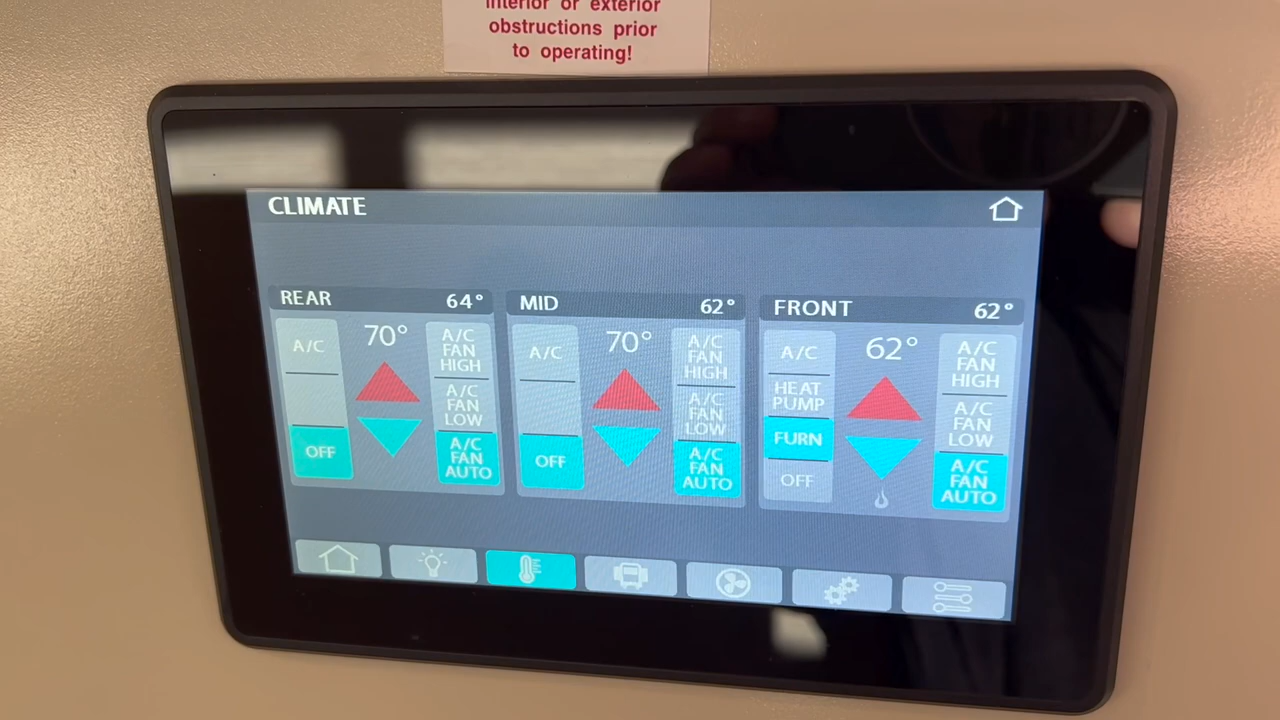 interior or exterior
obstructions prior
to operating!
CLIMATE
REAR 64°
A/C
OFF
70°
A/C
FAN
HIGH
A/C
FAN
LOW
A/C
FAN
AUTO
MID 62°
A/C
OFF
70°
A/C
FAN
HIGH
A/C
FAN
LOW
A/C
FAN
AUTO
FRONT 62°
A/C
HEAT
PUMP
FURN
OFF
62°
A/C
FAN
HIGH
A/C
FAN
LOW
A/C
FAN
AUTO